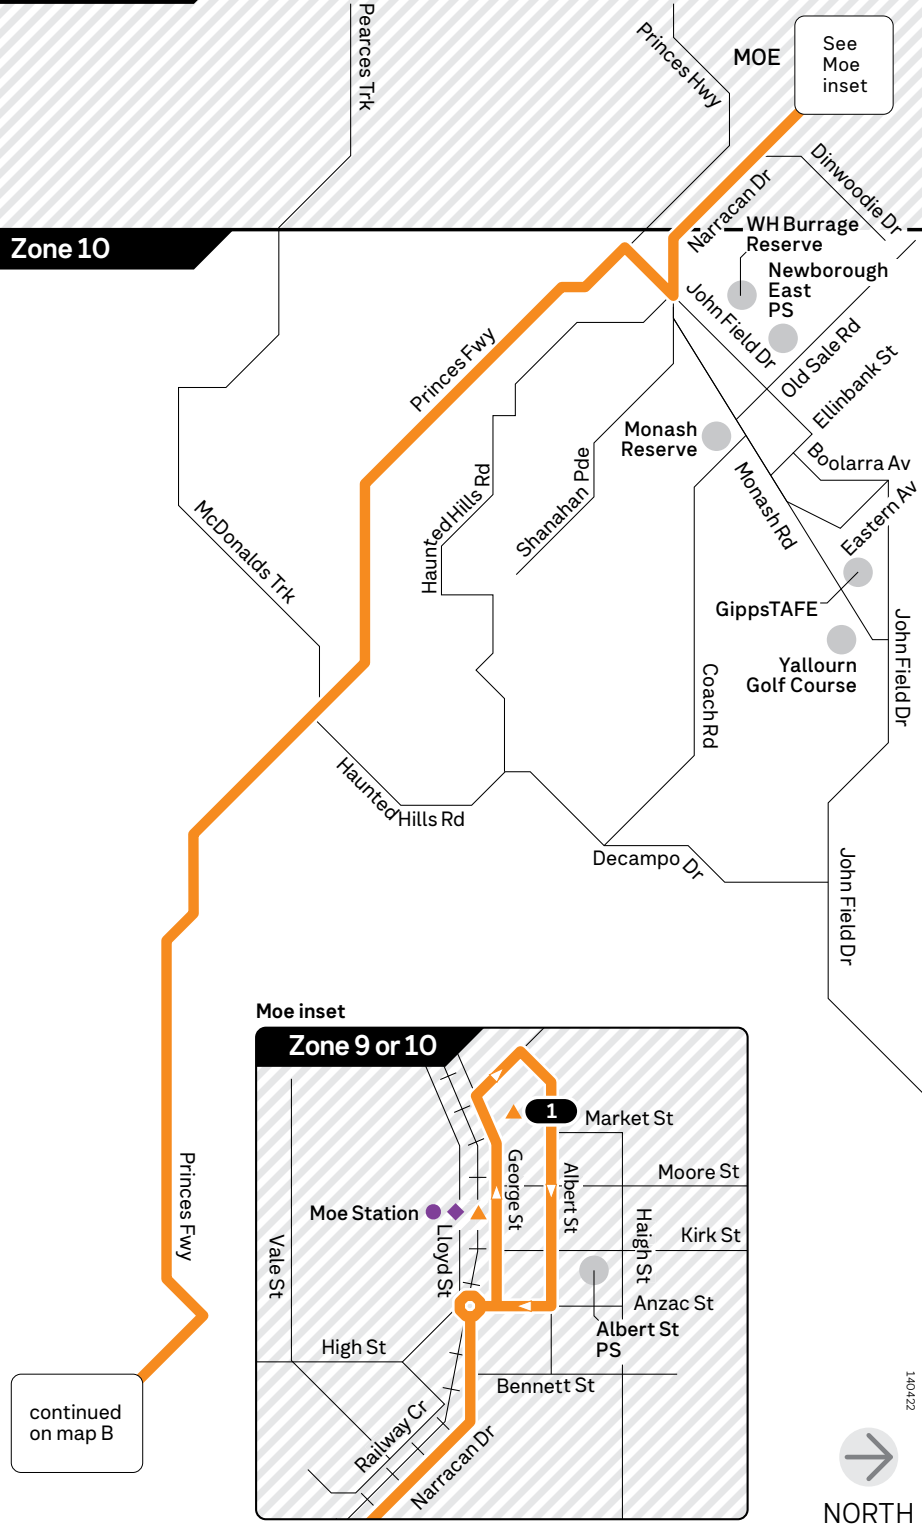 Pearces Trk
Princes Hwy
MOE
See
Moe
inset
Dinwoodie Dr
Narracan Dr
Zone 10
WH Burrage
Reserve
Newborough
East
PS
John Field Dr
Princes Fwy
Old Sale Rd
Ellinbank St
Monash
Reserve
Boolarra Av
Shanahan Pde
Haunted Hills Rd
Monash Rd
Eastern Av
McDonalds Trk
GippsTAFE
Yallourn
Golf Course
John Field Dr
Coach Rd
Haunted Hills Rd
Decampo Dr
John Field Dr
Moe inset
Zone 9 or 10
1
Market St
George St
Albert St
Moore St
Princes Fwy
Moe Station
Lloyd St
Haigh St
Kirk St
Vale St
Anzac St
Albert St
PS
High St
Bennett St
Railway Cr
Narracan Dr
continued
on map B
140422
NORTH